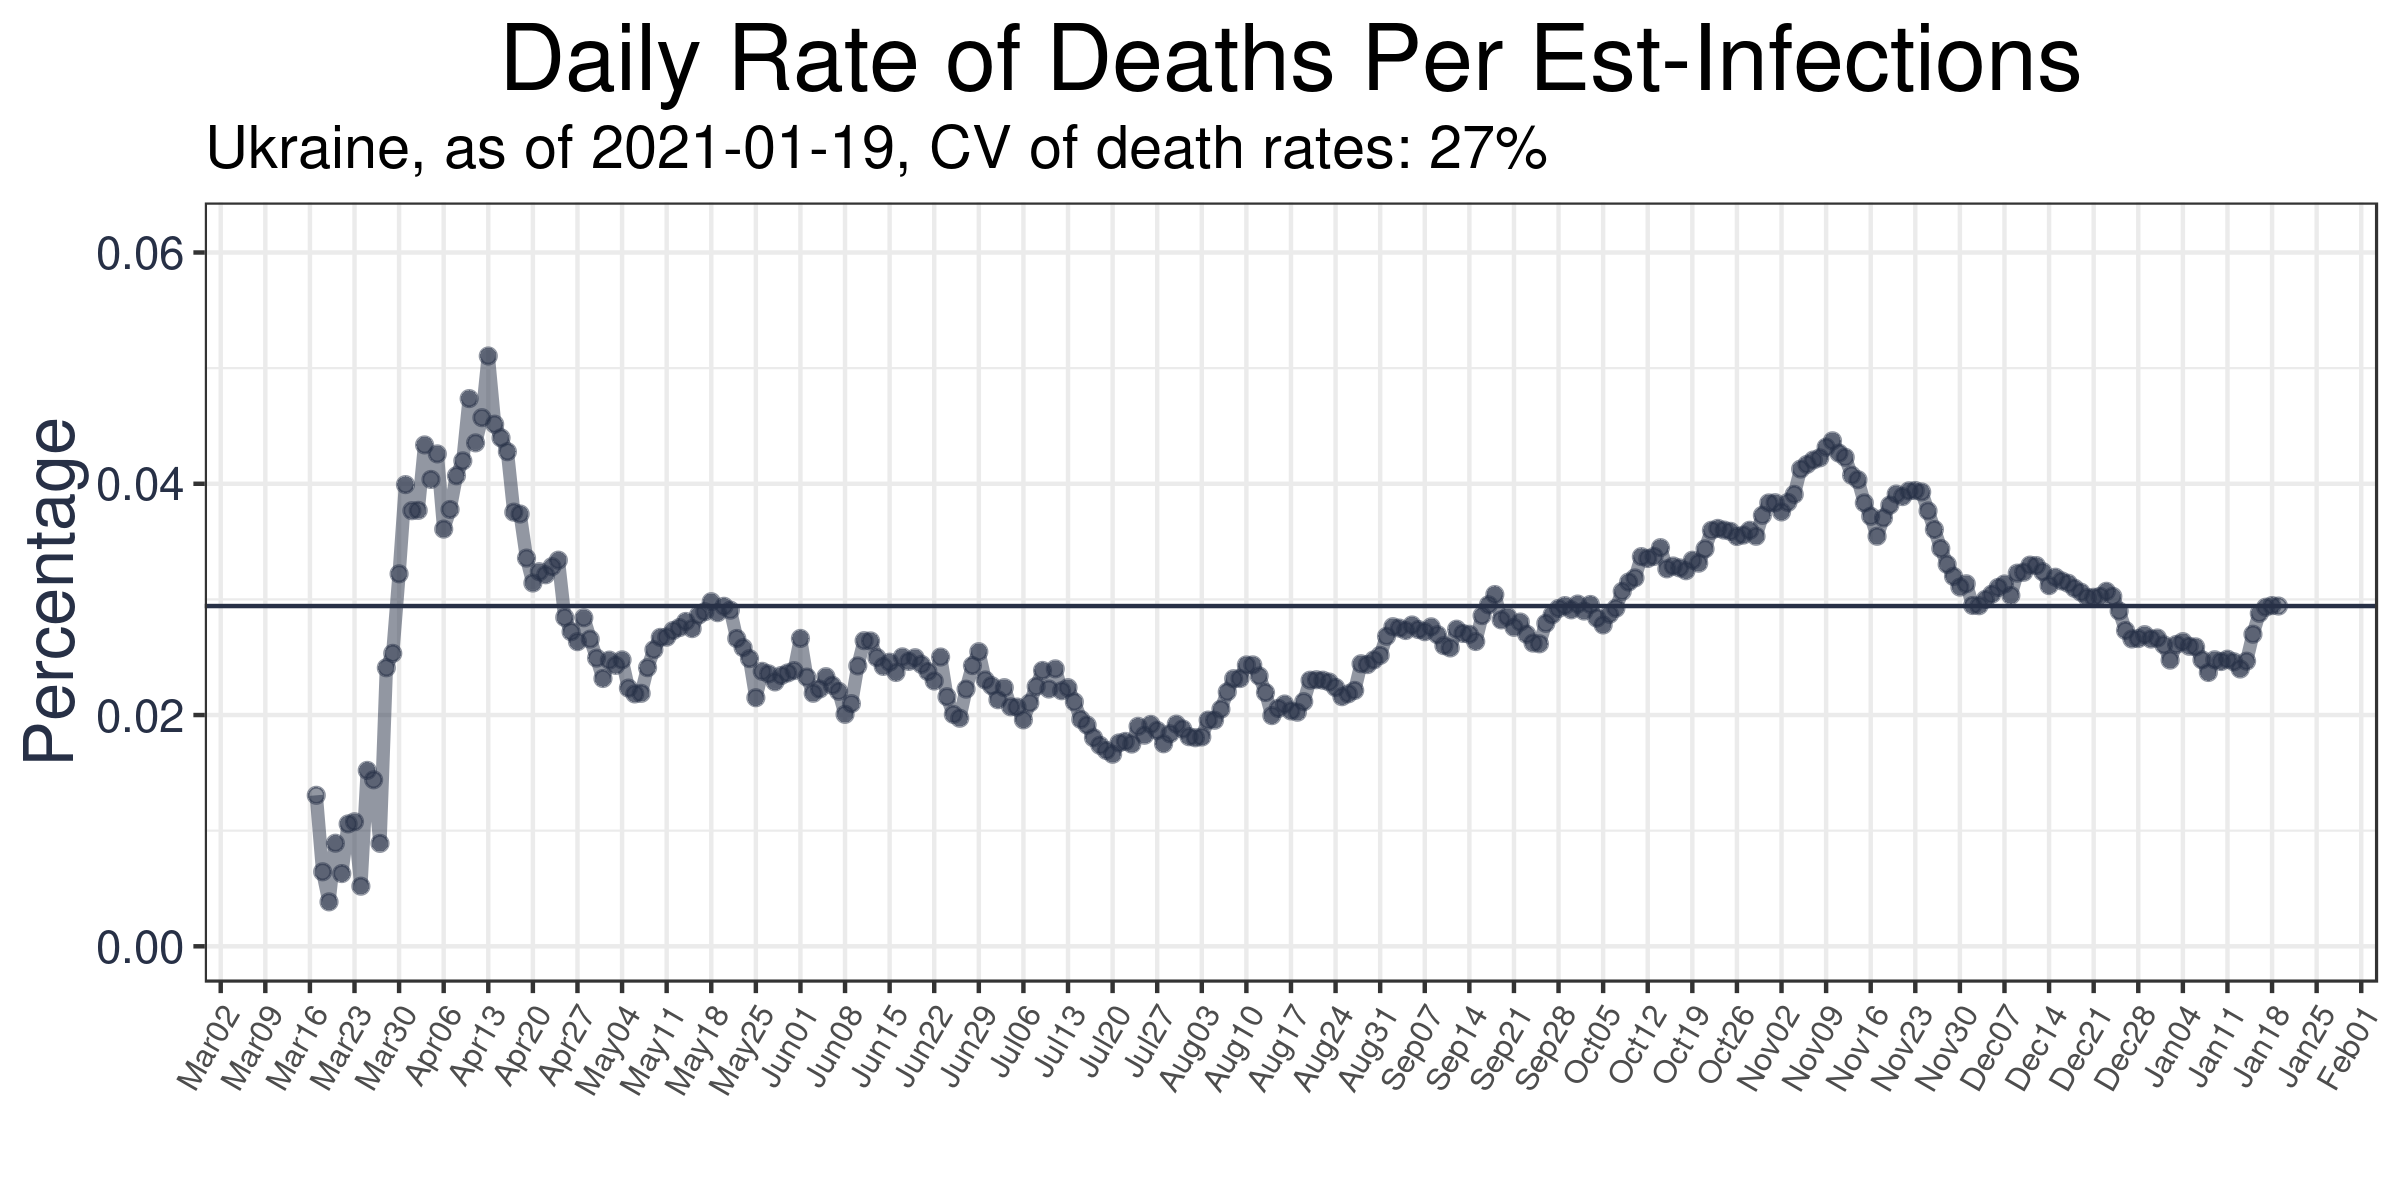 Daily Rate of Deaths Per Est-Infections
Ukraine, as of 2021-01-19, CV of death rates: 27%
Percentage
0.06
0.04
0.02
0.00
Mar02
Mar09
Mar16
Mar23
Mar30
Apr06
Apr13
Apr20
Apr27
May04
May11
May18
May25
Jun01
Jun08
Jun15
Jun22
Jun29
Jul06
Jul13
Jul20
Jul27
Aug03
Aug10
Aug17
Aug24
Aug31
Sep07
Sep14
Sep21
Sep28
Oct05
Oct12
Oct19
Oct26
Nov02
Nov09
Nov16
Nov23
Nov30
Dec07
Dec14
Dec21
Dec28
Jan04
Jan11
Jan18
Jan25
Feb01